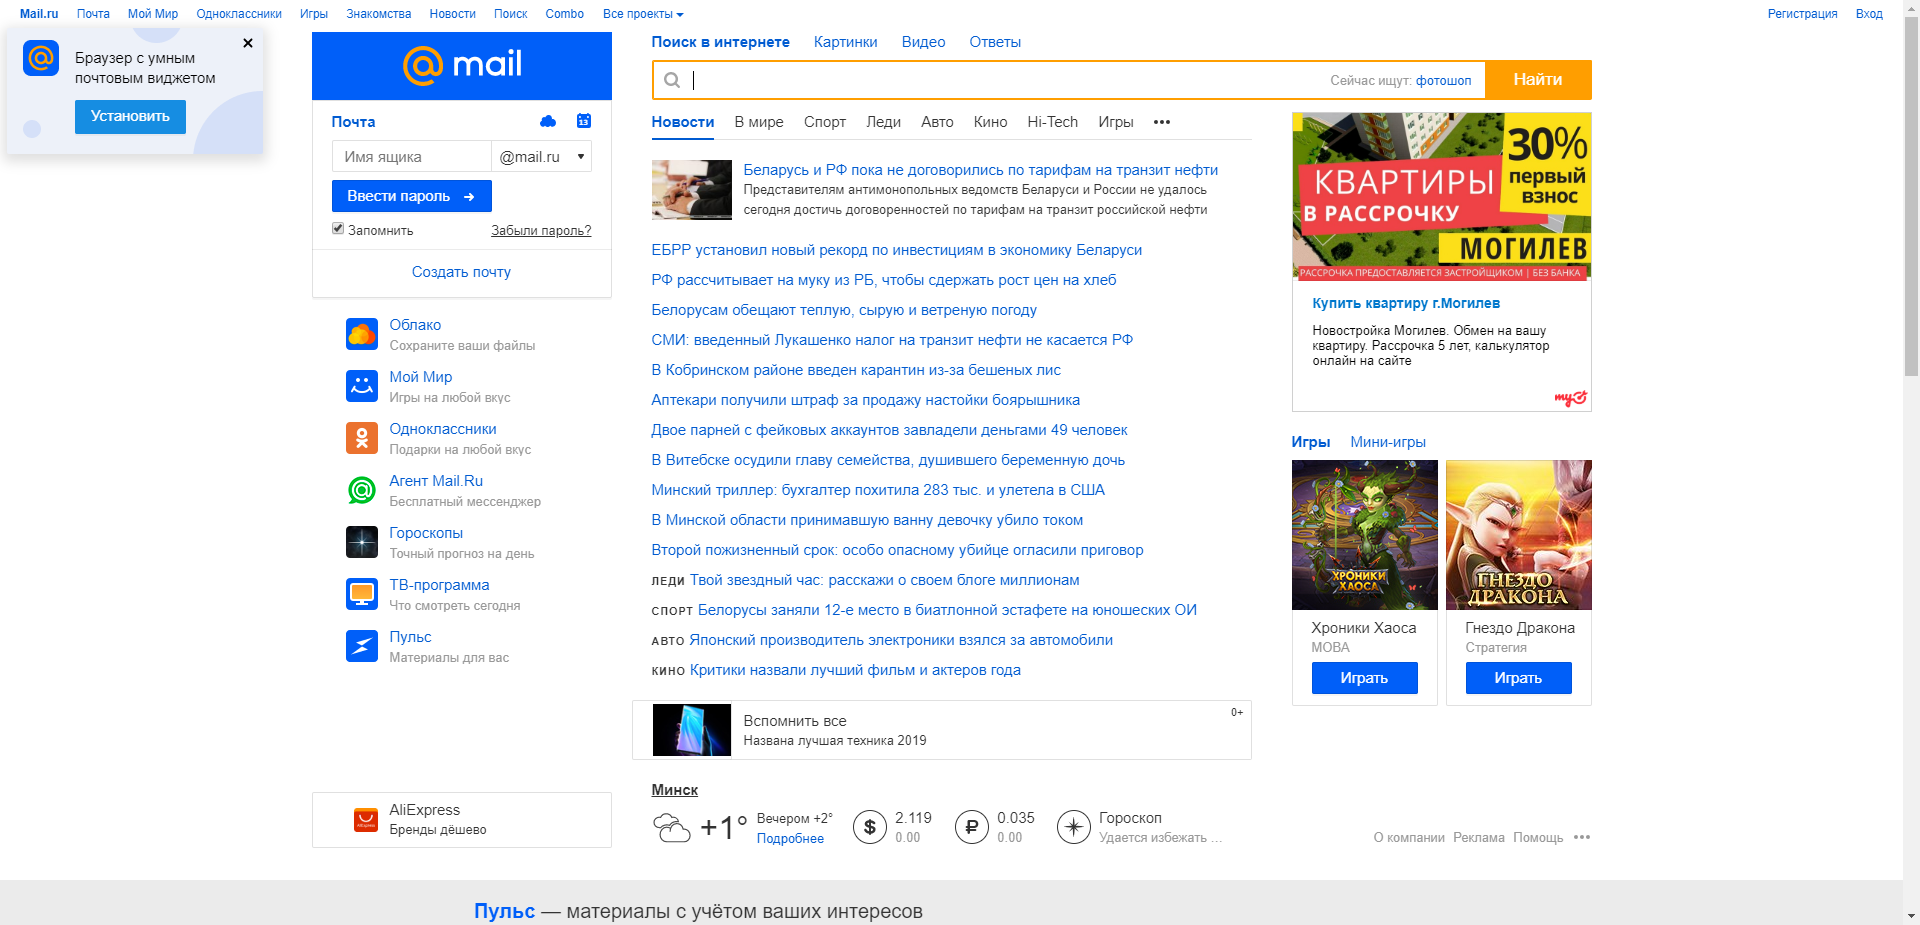 Mail.ru Почта Мой Мир Одноклассники Игры Знакомства Новости Поиск Combo Все проекты Регистрация Вход
Браузер с умным
почтовым виджетом
Установить
mail
Почта
13
Имя ящика @mail.ru
Ввести пароль
Запомнить Забыли пароль?
Создать почту
Облако
Сохраните ваши файлы
Мой Мир
Игры на любой вкус
Одноклассники
Подарки на любой вкус
Агент Mail.Ru
Бесплатный мессенджер
Гороскопы
Точный прогноз на день
ТВ-программа
Что смотреть сегодня
Пульс
Материалы для вас
AliExpress
Бренды дёшево
Поиск в интернете Картинки Видео Ответы
Сейчас ищут: фотошоп Найти
Новости В мире Спорт Леди Авто Кино Hi-Tech Игры •••
Беларусь и РФ пока не договорились по тарифам на транзит нефти
Представителям антимонопольных ведомств Беларуси и России не удалось
сегодня достичь договоренностей по тарифам на транзит российской нефти
ЕБРР установил новый рекорд по инвестициям в экономику Беларуси
РФ рассчитывает на муку из РБ, чтобы сдержать рост цен на хлеб
Белорусам обещают теплую, сырую и ветреную погоду
СМИ: введенный Лукашенко налог на транзит нефти не касается РФ
В Кобринском районе введен карантин из-за бешеных лис
Аптекари получили штраф за продажу настойки боярышника
Двое парней с фейковых аккаунтов завладели деньгами 49 человек
В Витебске осудили главу семейства, душившего беременную дочь
Минский триллер: бухгалтер похитила 283 тыс. и улетела в США
В Минской области принимавшую ванну девочку убило током
Второй пожизненный срок: особо опасному убийце огласили приговор
ЛЕДИ Твой звездный час: расскажи о своем блоге миллионам
СПОРТ Белорусы заняли 12-е место в биатлонной эстафете на юношеских ОИ
АВТО Японский производитель электроники взялся за автомобили
КИНО Критики назвали лучший фильм и актеров года
Вспомнить все
Названа лучшая техника 2019
0+
Минск
+1°
Вечером +2°
Подробнее
$ 2.119
0.00
₽ 0.035
0.00
Гороскоп
Удается избежать ...
30%
первый
взнос
КВАРТИРЫ
В РАССРОЧКУ
МОГИЛЕВ
РАССРОЧКА ПРЕДОСТАВЛЯЕТСЯ ЗАСТРОЙЩИКОМ | БЕЗ БАНКА
Купить квартиру г.Могилев
Новостройка Могилев. Обмен на вашу
квартиру. Рассрочка 5 лет, калькулятор
онлайн на сайте
Игры Мини-игры
ХРОНИКИ
ХАОСА
Хроники Хаоса
MOBA
Играть
ГНЕЗДО
ДРАКОНА
Гнездо Дракона
Стратегия
Играть
О компании Реклама Помощь •••
Пульс — материалы с учётом ваших интересов